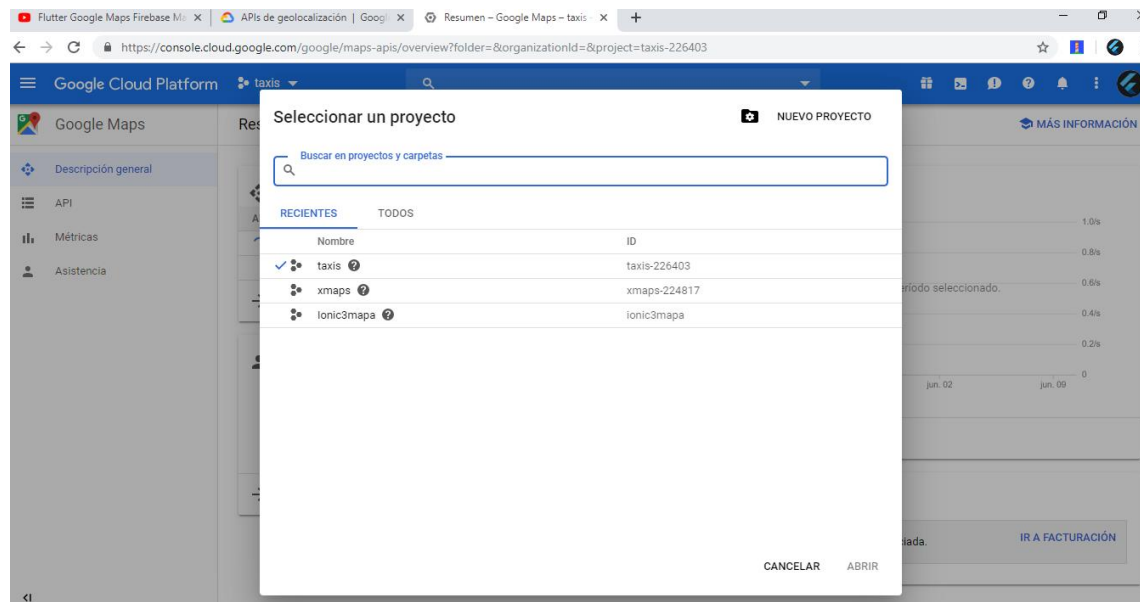 Flutter Google Maps Firebase Ma
APIs de geolocalización | Googl
Resumen – Google Maps – taxis
https://console.cloud.google.com/google/maps-apis/overview?folder=&organizationId=&project=taxis-226403
Google Cloud Platform taxis
Google Maps
Res
MÁS INFORMACIÓN
Seleccionar un proyecto
NUEVO PROYECTO
Buscar en proyectos y carpetas
Descripción general
API
Métricas
Asistencia
RECIENTES TODOS
Nombre ID
taxis taxis-226403
xmaps xmaps-224817
Ionic3mapa ionic3mapa
A
1.0/s
0.8/s
0.6/s
0.4/s
0.2/s
0
eríodo seleccionado.
jun. 02 jun. 09
ciada.
IR A FACTURACIÓN
CANCELAR ABRIR